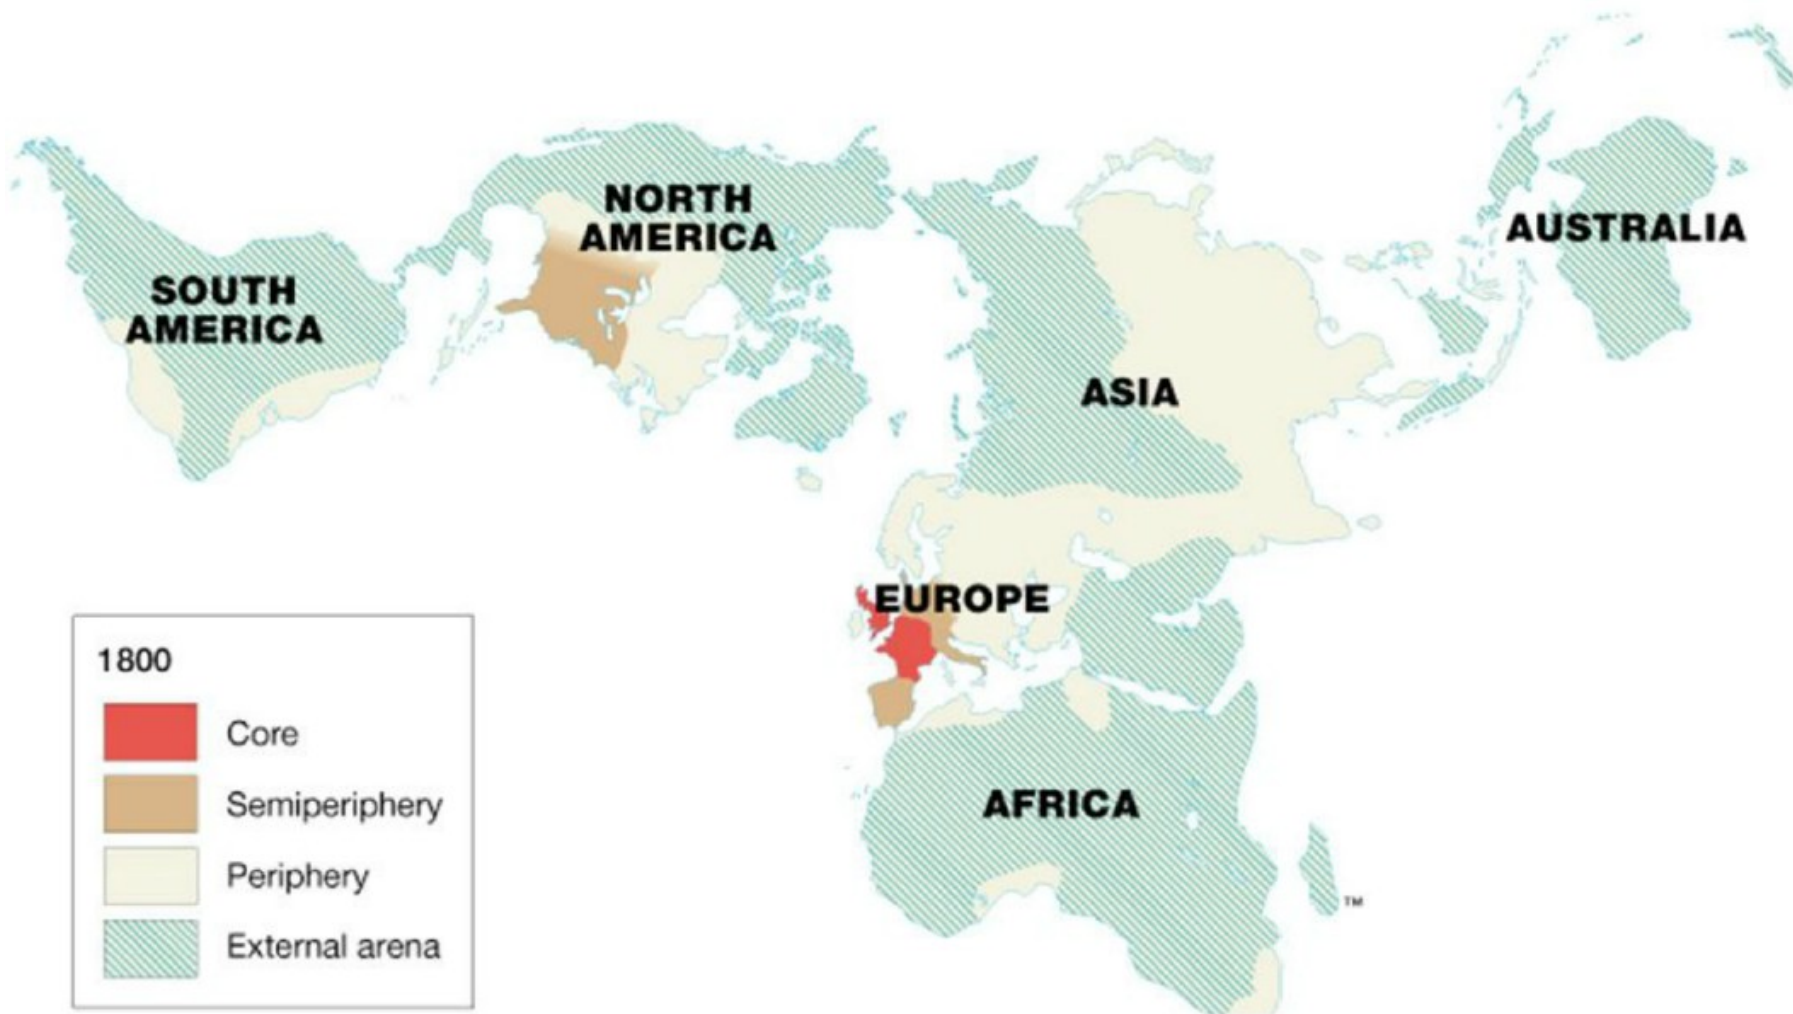 NORTH
AMERICA
AUSTRALIA
SOUTH
AMERICA
ASIA
EUROPE
AFRICA
TM
1800
Core
Semiperiphery
Periphery
External arena